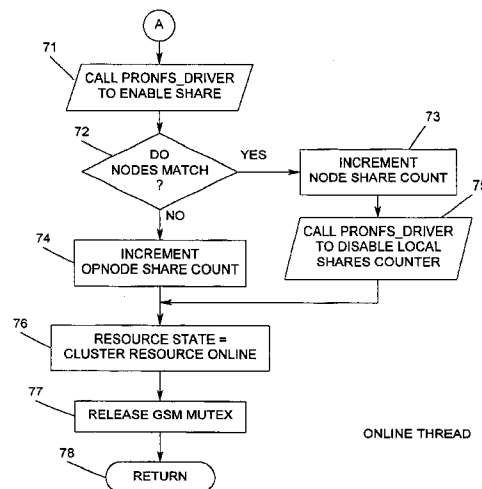 A
71
CALL PRONFS_DRIVER
TO ENABLE SHARE
72
DO
NODES MATCH
?
YES
NO
73
INCREMENT
NODE SHARE COUNT
74
INCREMENT
OPNODE SHARE COUNT
CALL PRONFS_DRIVER
TO DISABLE LOCAL
SHARES COUNTER
76
RESOURCE STATE =
CLUSTER RESOURCE ONLINE
77
RELEASE GSM MUTEX
78
RETURN
ONLINE THREAD